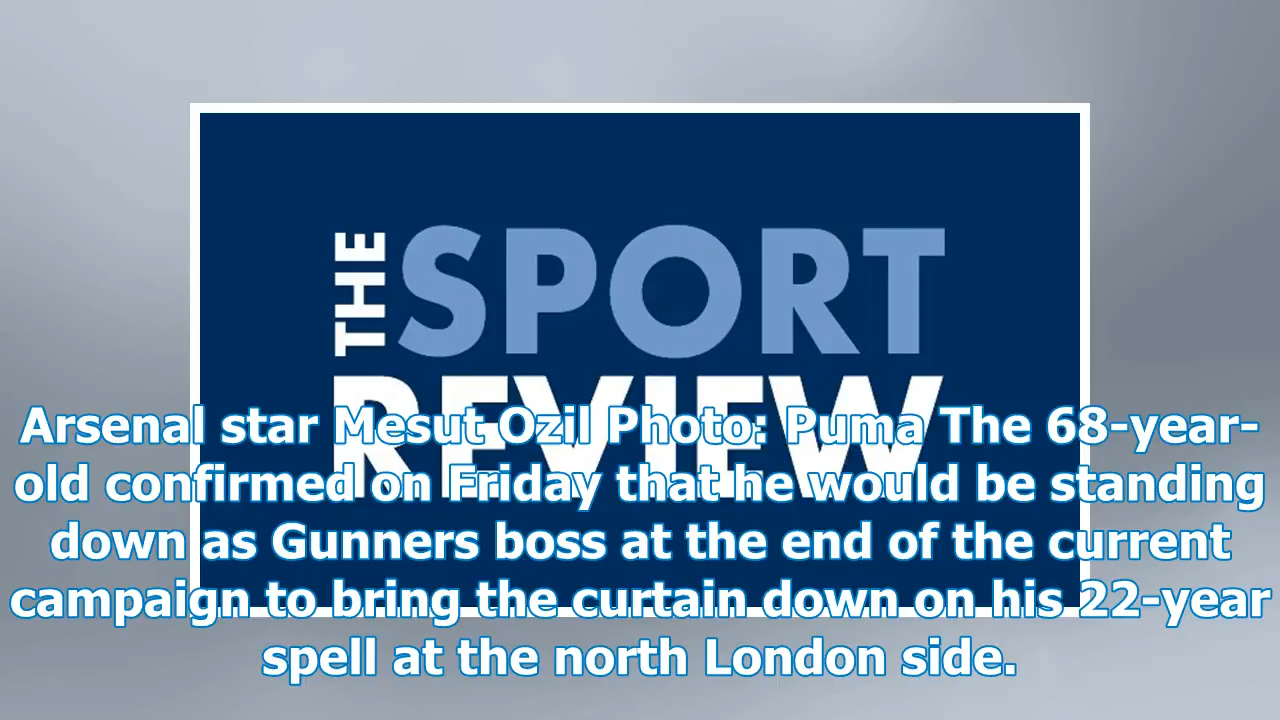 THE
SPORT
REVIEW
Arsenal star Mesut Ozil Photo: Puma The 68-year-
old confirmed on Friday that he would be standing
down as Gunners boss at the end of the current
campaign to bring the curtain down on his 22-year
spell at the north London side.